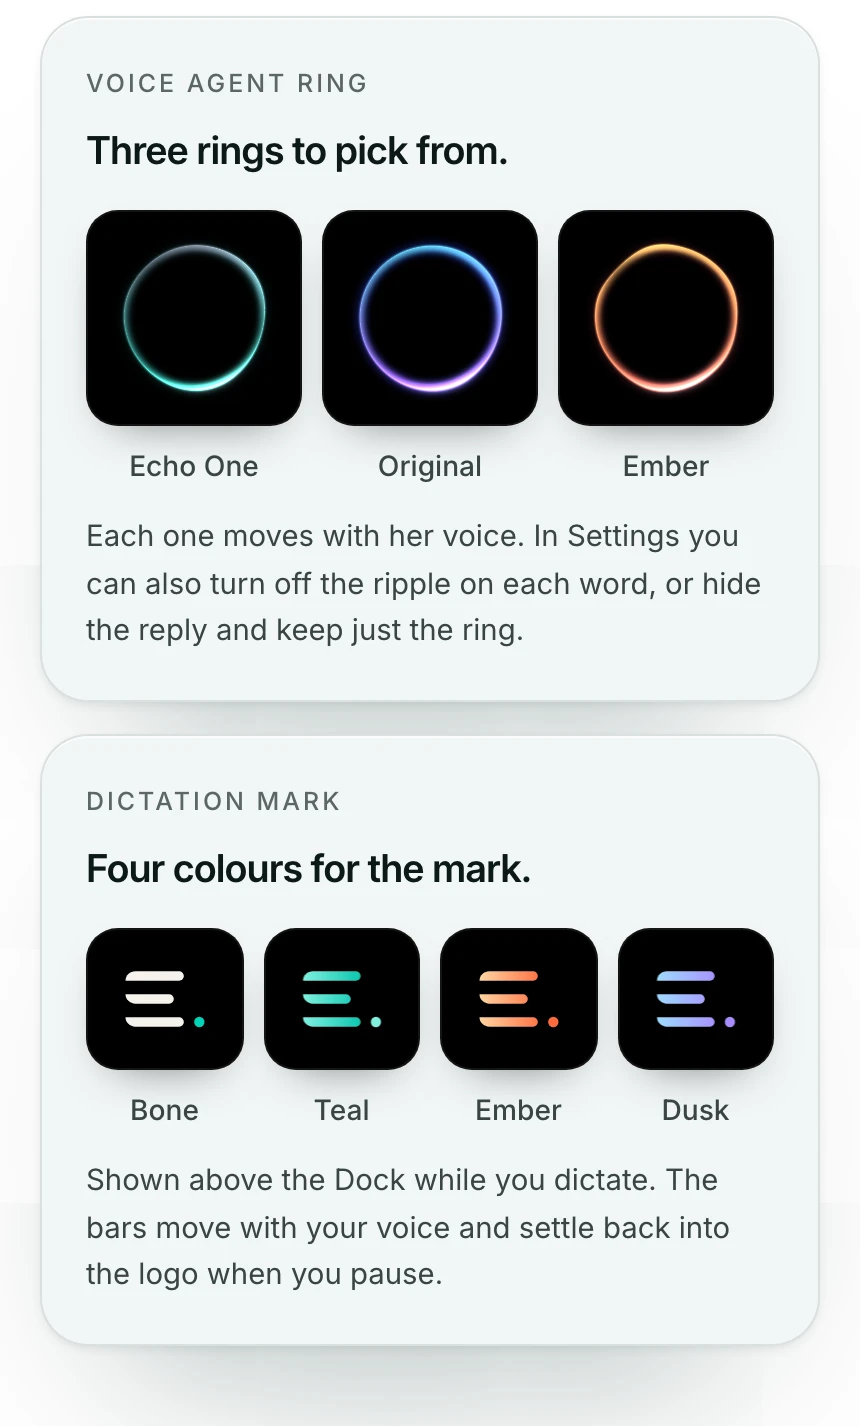 VOICE AGENT RING
Three rings to pick from.
Echo One
Original
Ember
Each one moves with her voice. In Settings you
can also turn off the ripple on each word, or hide
the reply and keep just the ring.
DICTATION MARK
Four colours for the mark.
Bone
Teal
Ember
Dusk
Shown above the Dock while you dictate. The
bars move with your voice and settle back into
the logo when you pause.